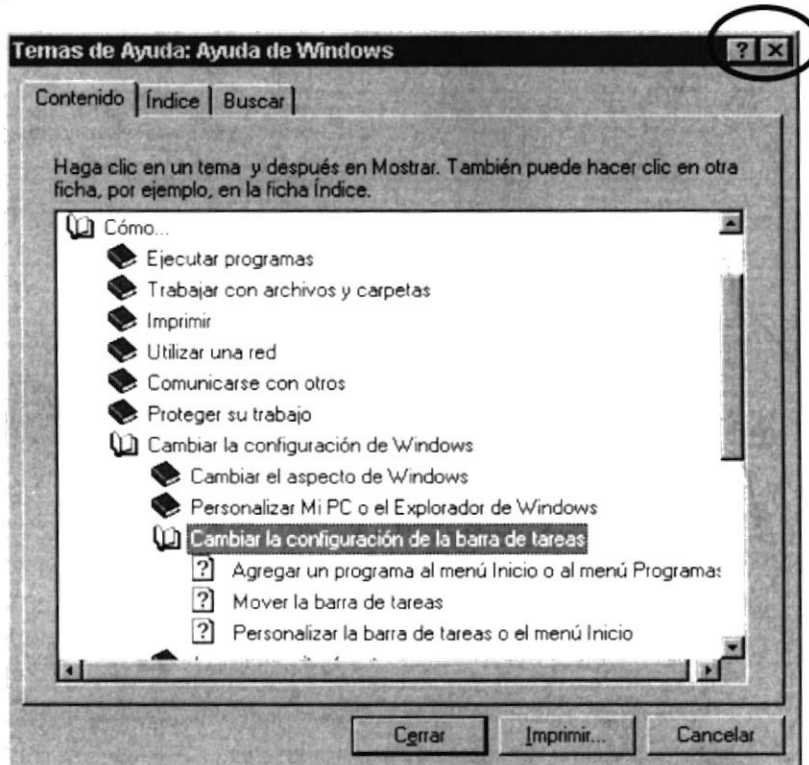 Temas de Ayuda: Ayuda de Windows
? ×
Contenido Índice Buscar
Haga clic en un tema y después en Mostrar. También puede hacer clic en otra
ficha, por ejemplo, en la ficha Índice.
Cómo...
Ejecutar programas
Trabajar con archivos y carpetas
Imprimir
Utilizar una red
Comunicarse con otros
Proteger su trabajo
Cambiar la configuración de Windows
Cambiar el aspecto de Windows
Personalizar Mi PC o el Explorador de Windows
Cambiar la configuración de la barra de tareas
? Agregar un programa al menú Inicio o al menú Programas
? Mover la barra de tareas
? Personalizar la barra de tareas o el menú Inicio
Cerrar Imprimir... Cancelar